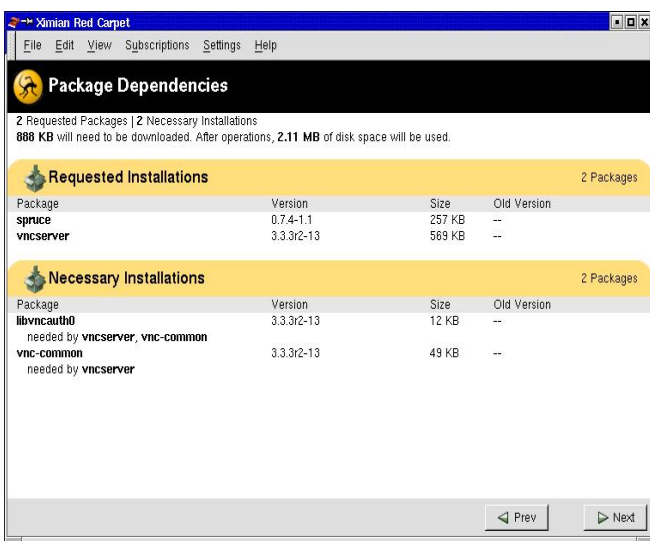 Ximian Red Carpet
File Edit View Subscriptions Settings Help
Package Dependencies
2 Requested Packages | 2 Necessary Installations
888 KB will need to be downloaded. After operations, 2.11 MB of disk space will be used.
Requested Installations 2 Packages
Package Version Size Old Version
spruce 0.7.4-1.1 257 KB --
vncserver 3.3.3r2-13 569 KB --
Necessary Installations 2 Packages
Package Version Size Old Version
libvncauth0 3.3.3r2-13 12 KB --
needed by vncserver, vnc-common
vnc-common 3.3.3r2-13 49 KB --
needed by vncserver
Prev Next